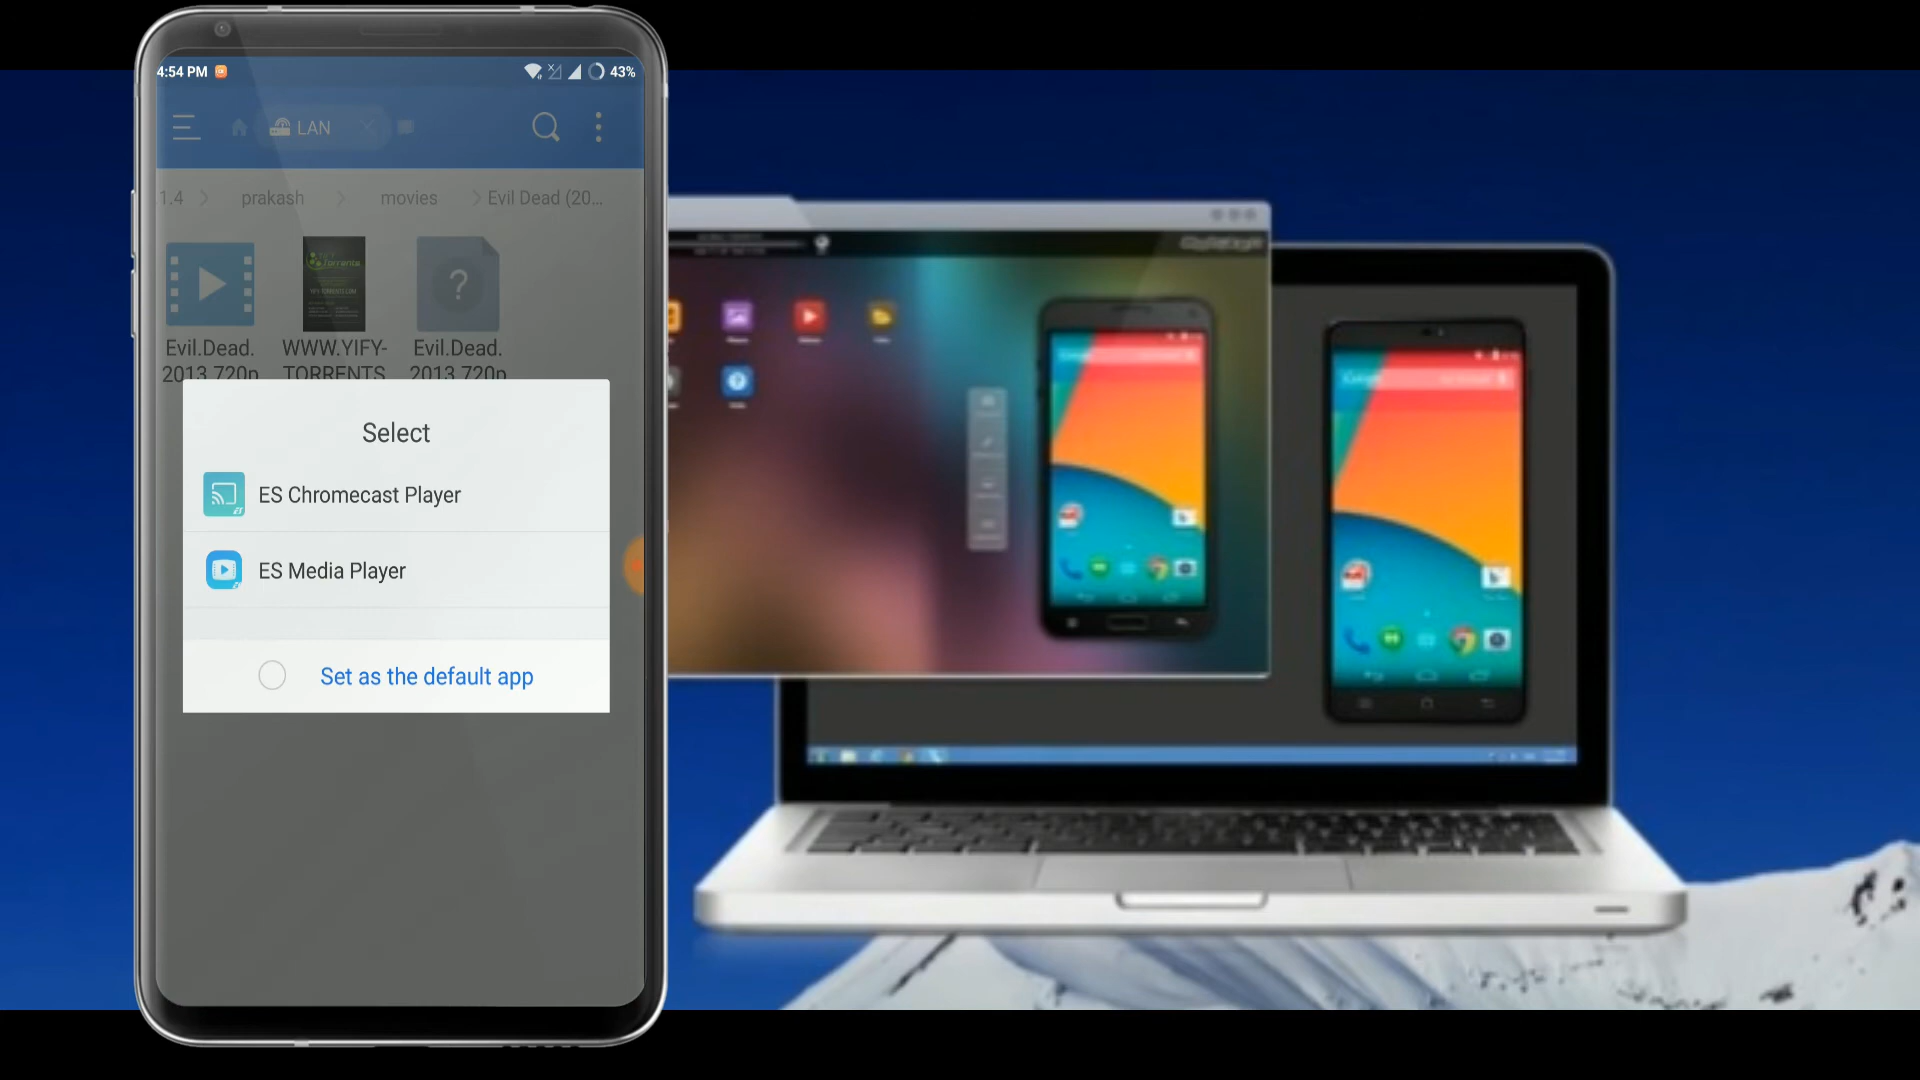 4:54 PM
43%
LAN
.1.4
prakash
movies
Evil Dead (20...
Evil.Dead.
2013 720p
WWW.YIFY-
TORRENTS
Evil.Dead.
2013 720p
Select
ES Chromecast Player
ES Media Player
Set as the default app